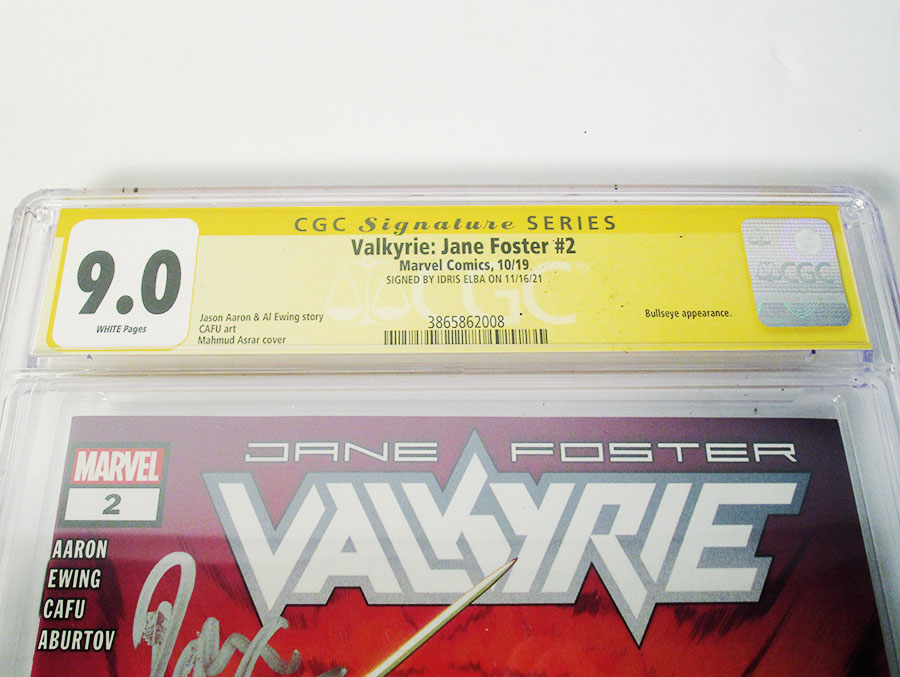 CGC Signature SERIES
Valkyrie: Jane Foster #2
Marvel Comics, 10/19
SIGNED BY IDRIS ELBA ON 11/16/21
9.0
WHITE Pages
Jason Aaron & Al Ewing story
CAFU art
Mahmud Asrar cover
CGC
3865862008
Bullseye appearance.
CGC
JANE FOSTER
VALKYRIE
MARVEL
2
AARON
EWING
CAFU
ABURTOV